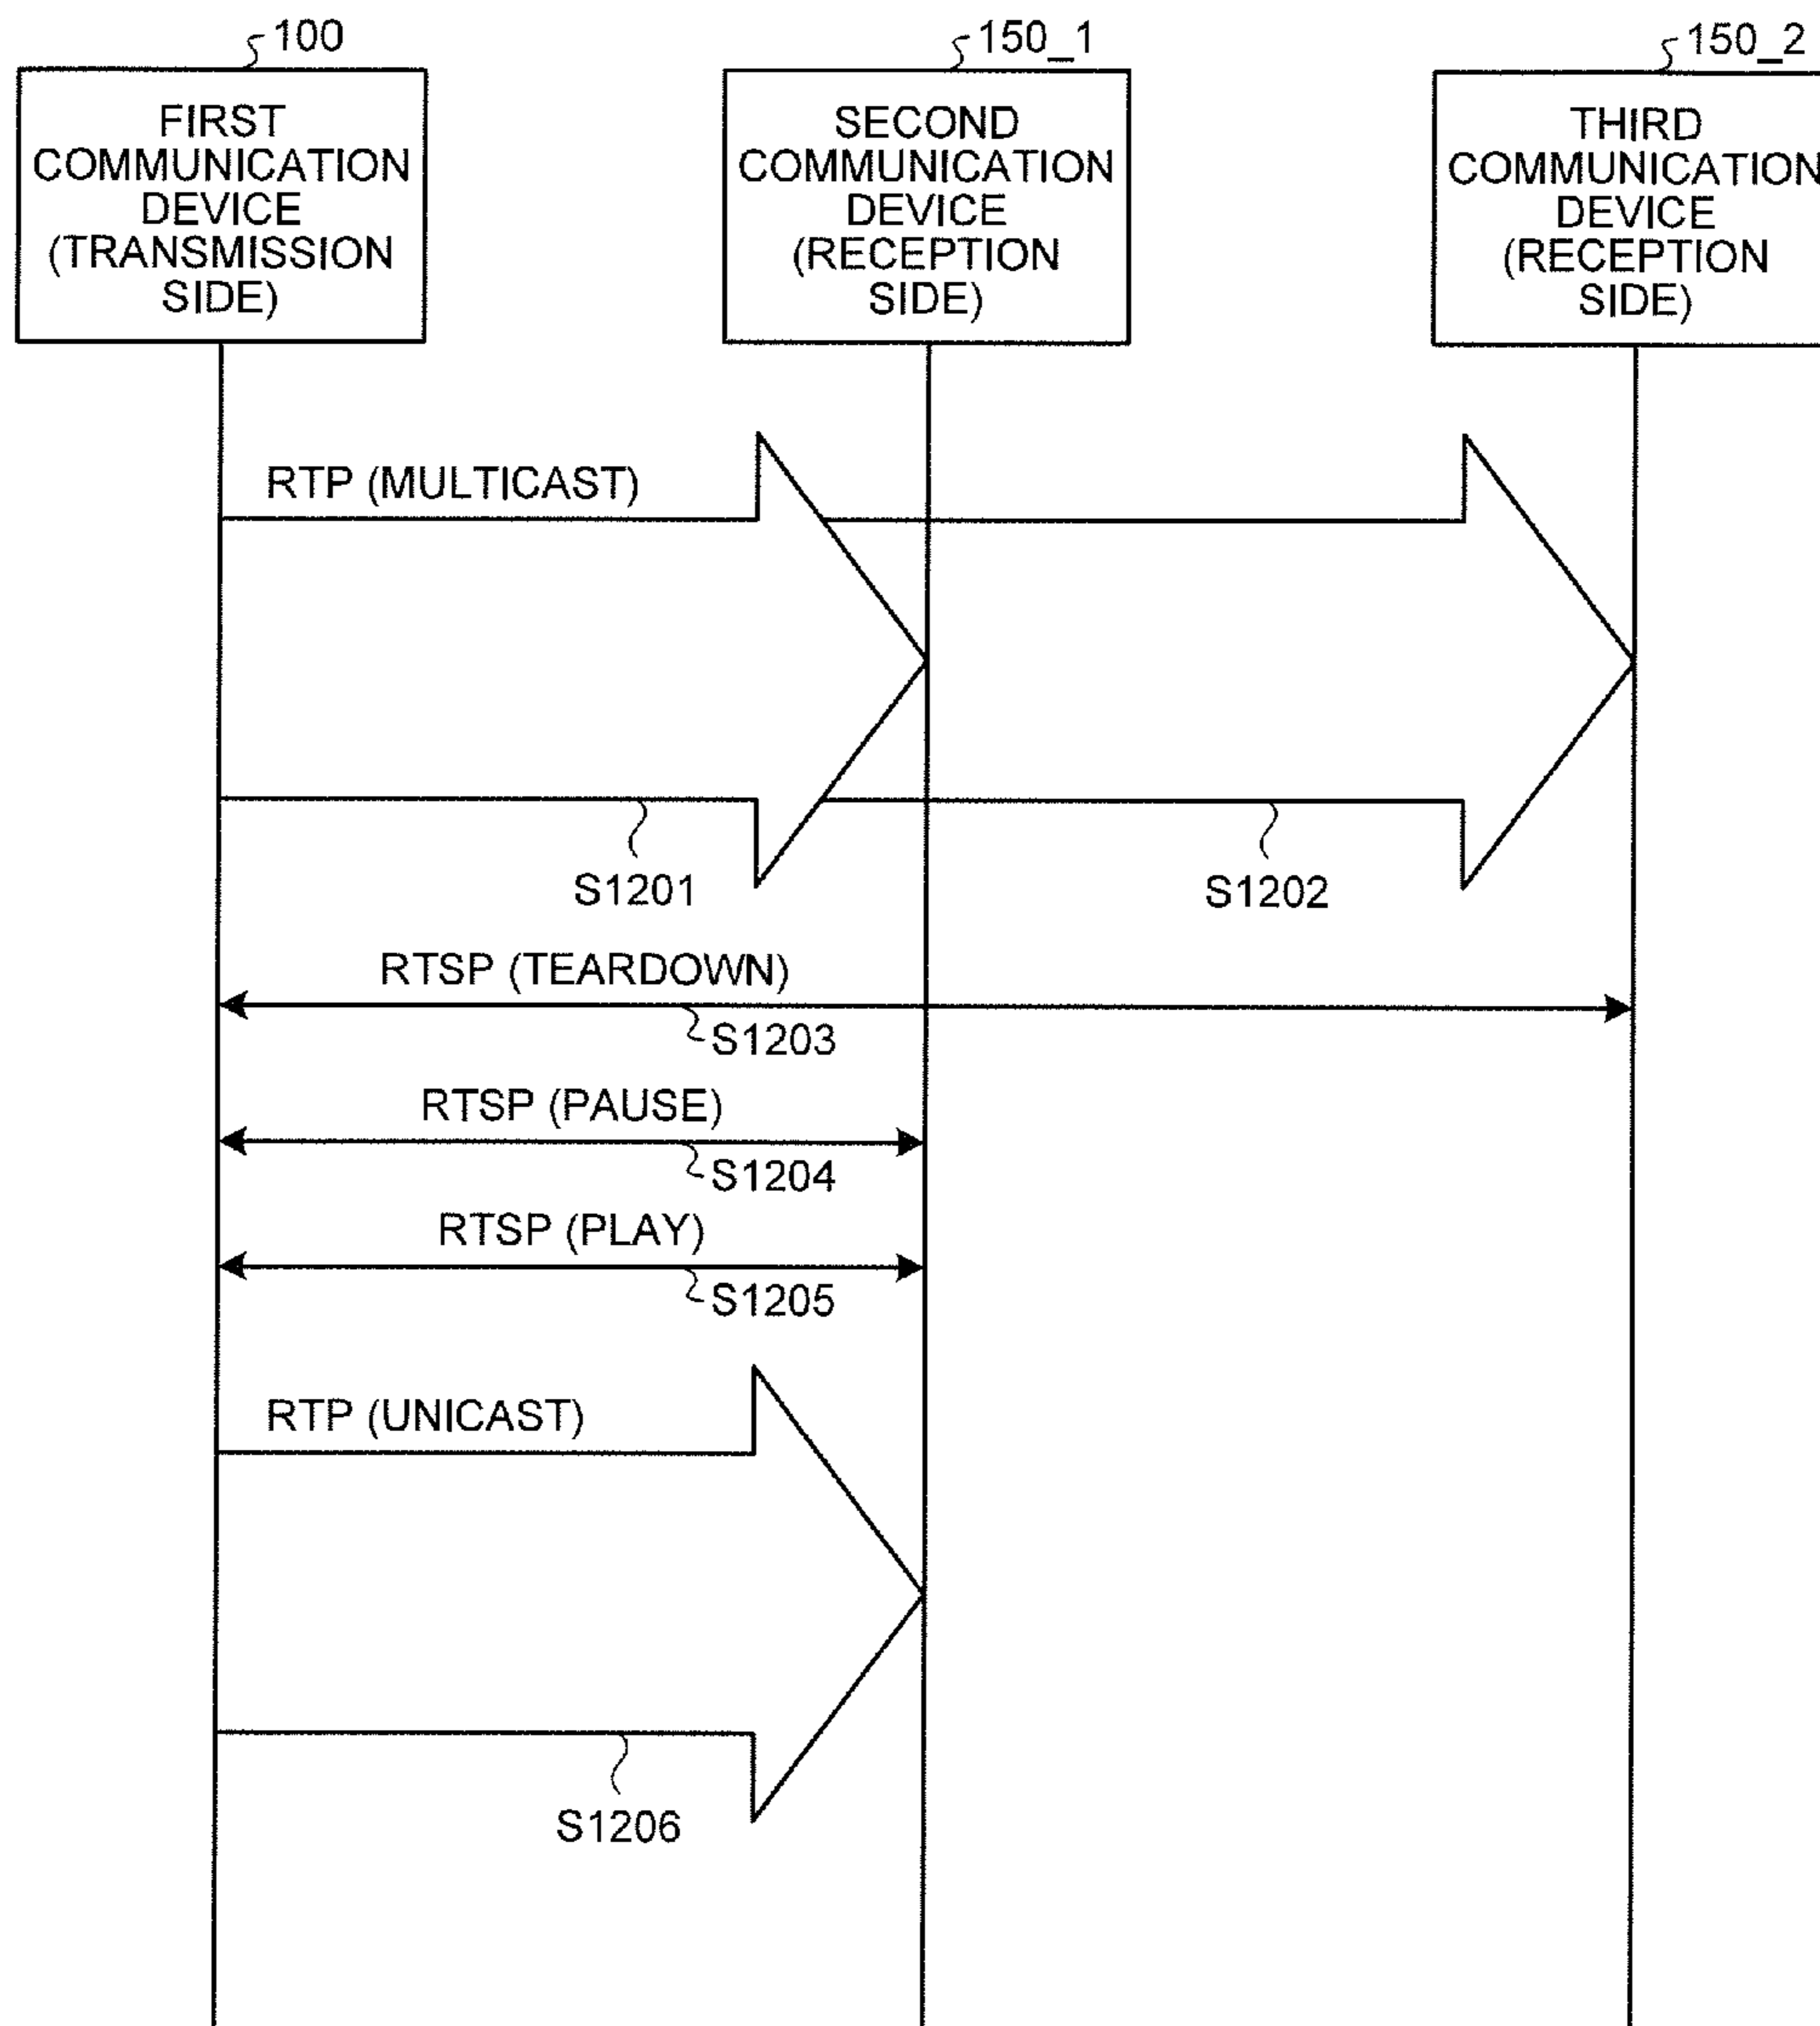 100
150_1
150_2
FIRST
COMMUNICATION
DEVICE
(TRANSMISSION
SIDE)
SECOND
COMMUNICATION
DEVICE
(RECEPTION
SIDE)
THIRD
COMMUNICATION
DEVICE
(RECEPTION
SIDE)
RTP (MULTICAST)
S1201
S1202
RTSP (TEARDOWN)
S1203
RTSP (PAUSE)
S1204
RTSP (PLAY)
S1205
RTP (UNICAST)
S1206